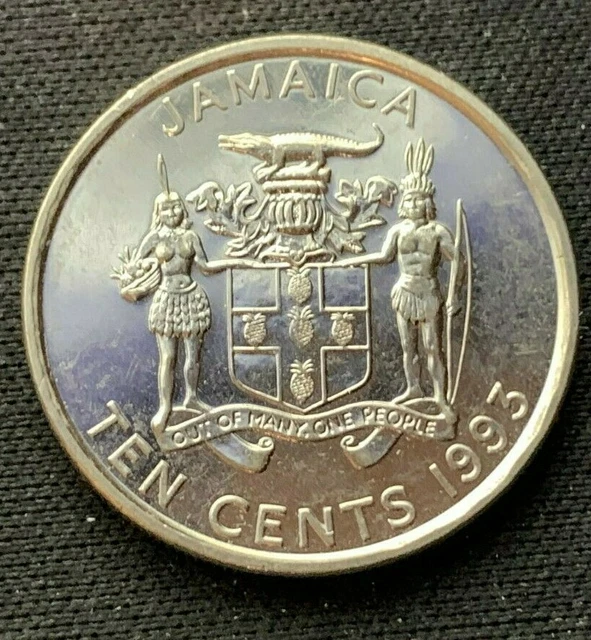 JAMAICA
OUT OF MANY, ONE PEOPLE
TEN CENTS 1993